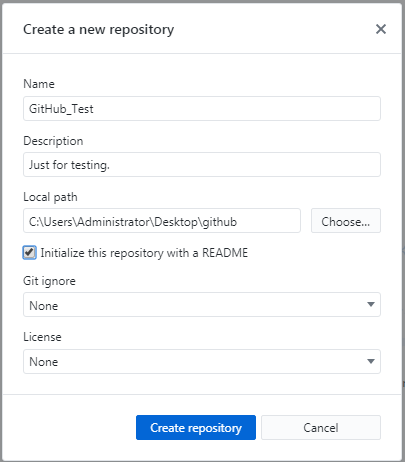 Create a new repository
Name
GitHub_Test
Description
Just for testing.
Local path
C:\Users\Administrator\Desktop\github
Choose...
Initialize this repository with a README
Git ignore
None
License
None
Create repository
Cancel